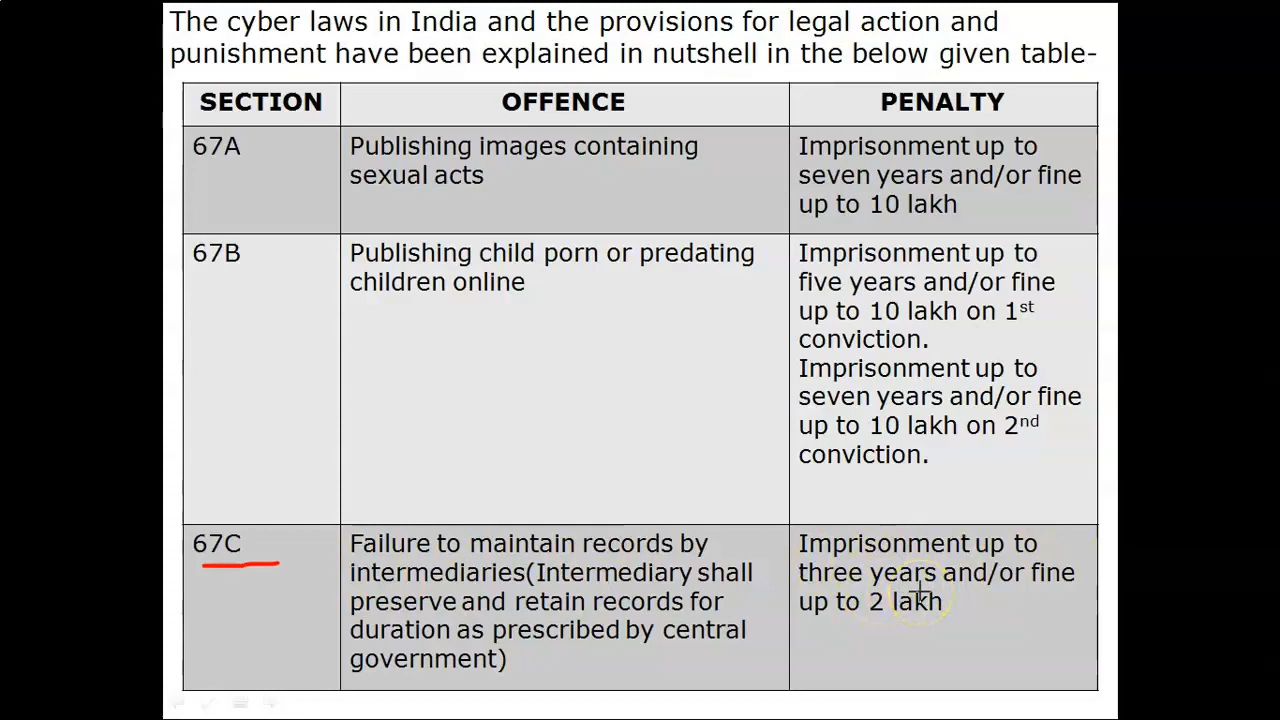 The cyber laws in India and the provisions for legal action and
punishment have been explained in nutshell in the below given table-
SECTION OFFENCE PENALTY
67A
Publishing images containing
sexual acts
Imprisonment up to
seven years and/or fine
up to 10 lakh
67B
Publishing child porn or predating
children online
Imprisonment up to
five years and/or fine
up to 10 lakh on 1st
conviction.
Imprisonment up to
seven years and/or fine
up to 10 lakh on 2nd
conviction.
67C
Failure to maintain records by
intermediaries(Intermediary shall
preserve and retain records for
duration as prescribed by central
government)
Imprisonment up to
three years and/or fine
up to 2 lakh